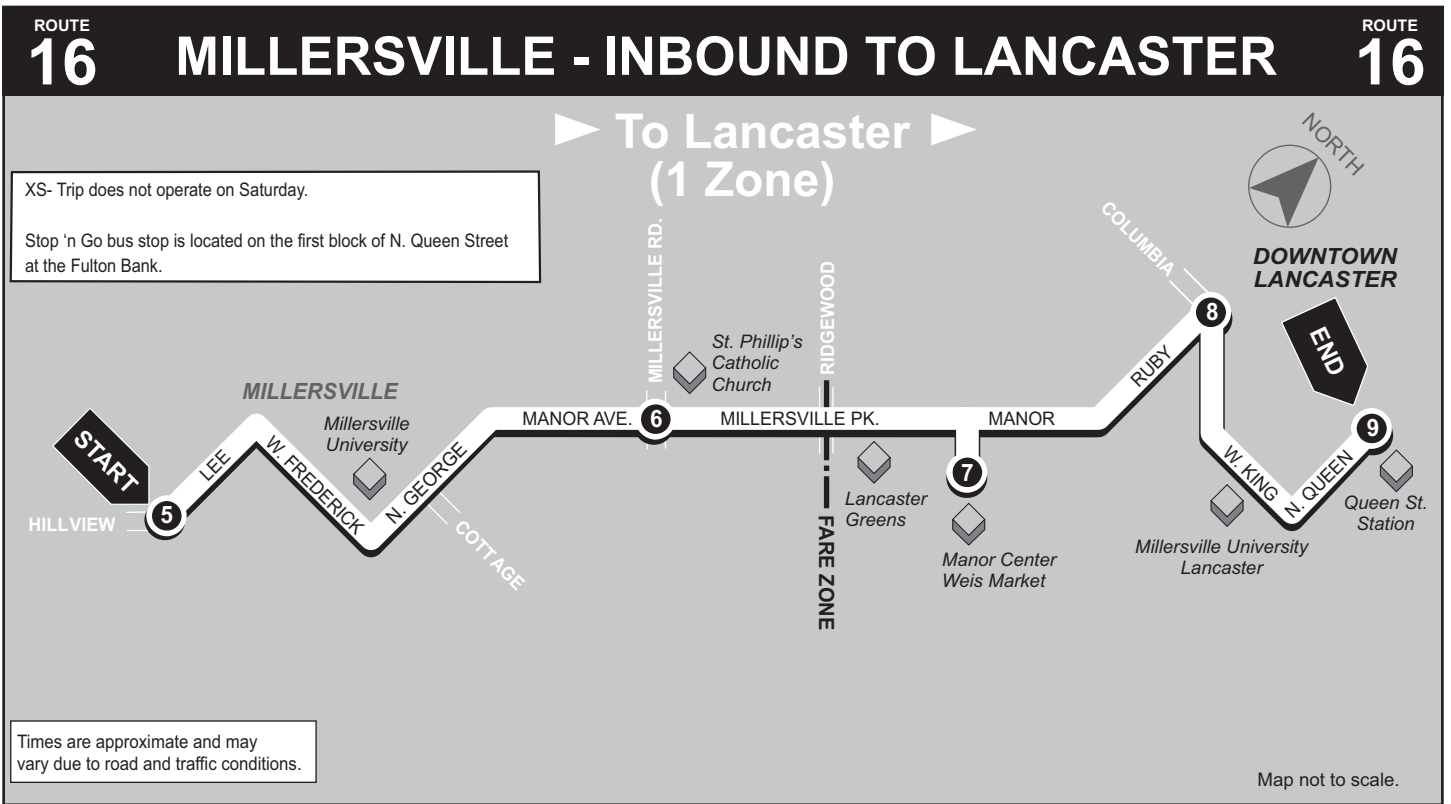 ROUTE
16
MILLERSVILLE - INBOUND TO LANCASTER
ROUTE
16
To Lancaster
(1 Zone)
NORTH
XS- Trip does not operate on Saturday.
Stop ‘n Go bus stop is located on the first block of N. Queen Street
at the Fulton Bank.
MILLERSVILLE RD.
RIDGEWOOD
COLUMBIA
DOWNTOWN
LANCASTER
END
8
St. Phillip's
Catholic
Church
RUBY
MILLERSVILLE
Millersville
University
START
HILLVIEW
5
LEE
W. FREDERICK
N. GEORGE
COTTAGE
MANOR AVE.
6
MILLERSVILLE PK.
MANOR
7
9
W. KING
N. QUEEN
Queen St.
Station
Lancaster
Greens
FARE ZONE
Manor Center
Weis Market
Millersville University
Lancaster
Times are approximate and may
vary due to road and traffic conditions.
Map not to scale.